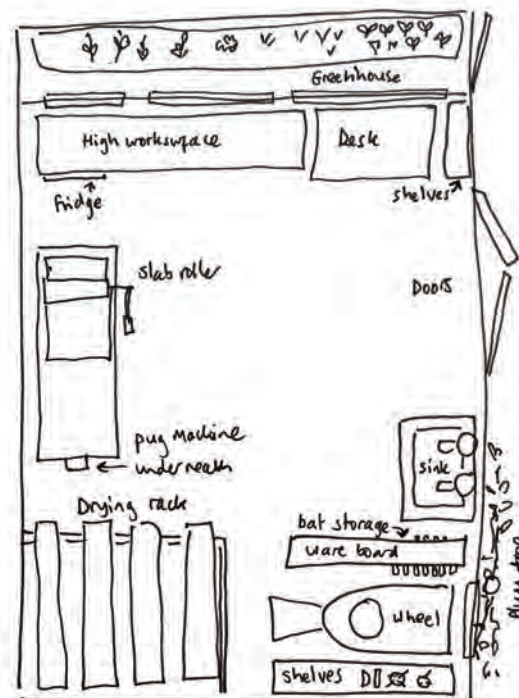 Greenhouse
High worksurface
Desk
fridge
shelves
slab roller
Doors
pug machine
underneath
sink
Drying rack
bat storage
ware board
wheel
shelves